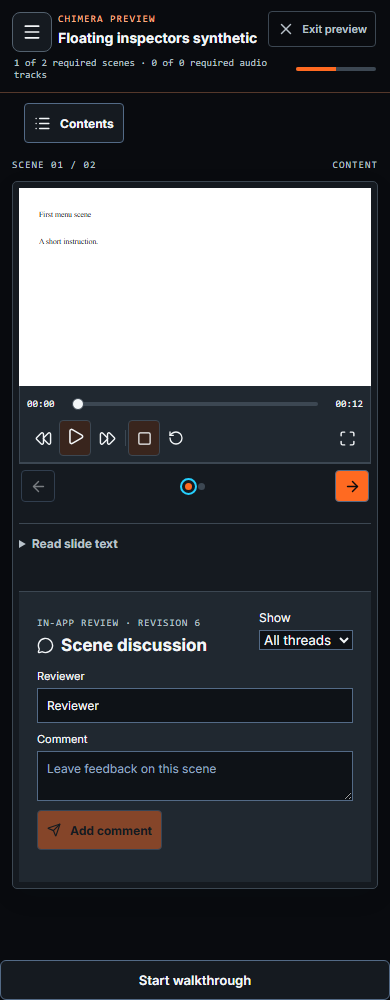 CHIMERA PREVIEW
Floating inspectors synthetic
Exit preview
1 of 2 required scenes · 0 of 0 required audio
tracks
Contents
SCENE 01 / 02
CONTENT
First menu scene
A short instruction.
00:00
00:12
Read slide text
IN-APP REVIEW · REVISION 6
Scene discussion
Show
All threads
Reviewer
Reviewer
Comment
Leave feedback on this scene
Add comment
Start walkthrough